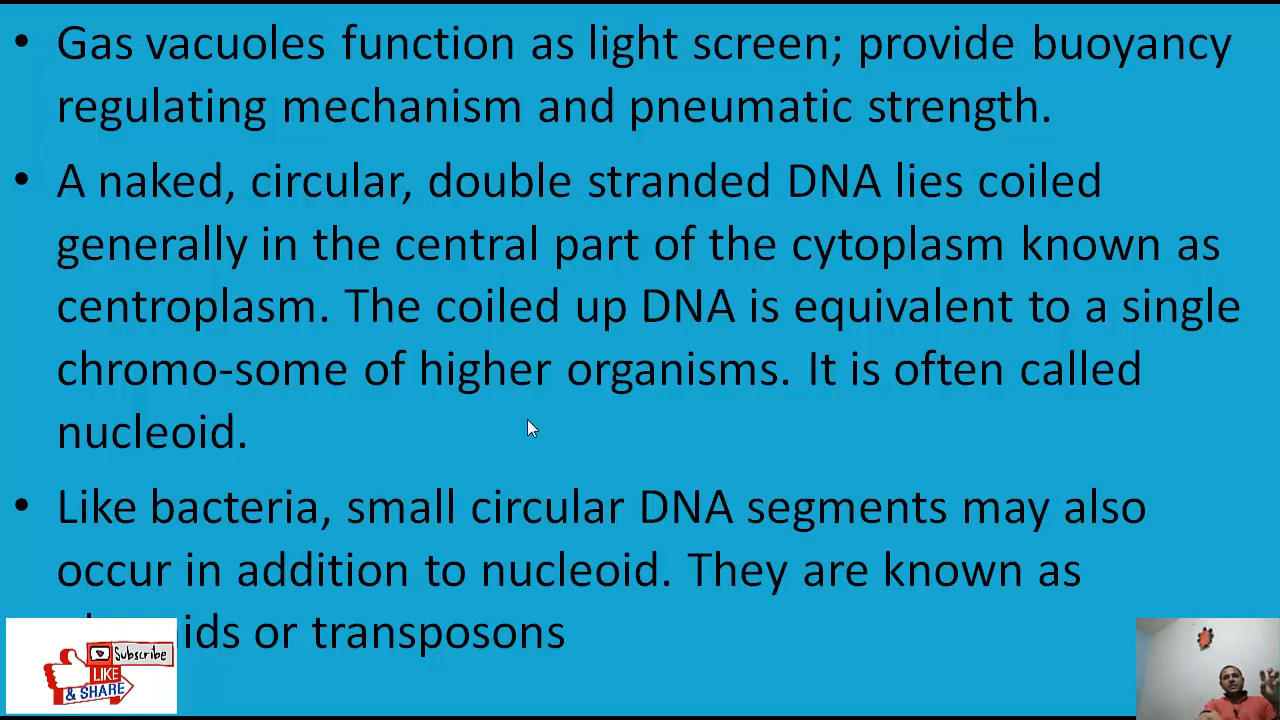 • Gas vacuoles function as light screen; provide buoyancy
regulating mechanism and pneumatic strength.
• A naked, circular, double stranded DNA lies coiled
generally in the central part of the cytoplasm known as
centroplasm. The coiled up DNA is equivalent to a single
chromo-some of higher organisms. It is often called
nucleoid.
• Like bacteria, small circular DNA segments may also
occur in addition to nucleoid. They are known as
or transposons
Subscribe
LIKE
& SHARE